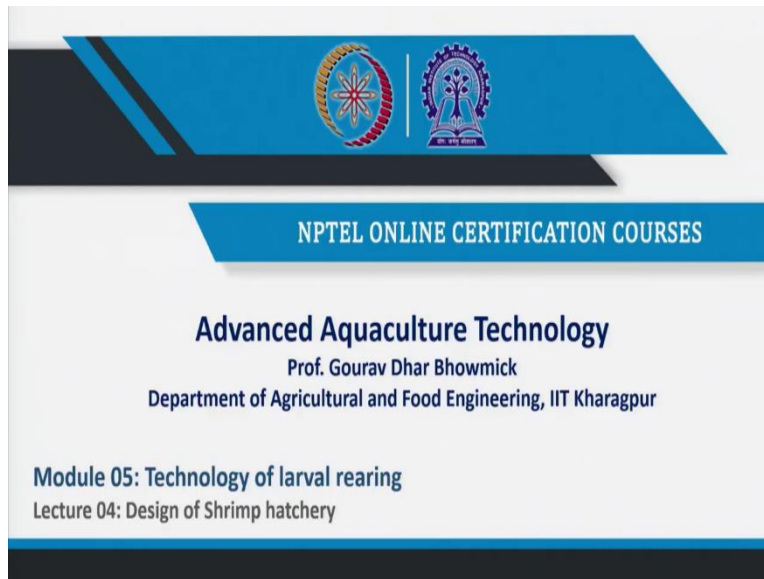 NPTEL ONLINE CERTIFICATION COURSES
Advanced Aquaculture Technology
Prof. Gourav Dhar Bhowmick
Department of Agricultural and Food Engineering, IIT Kharagpur
Module 05: Technology of larval rearing
Lecture 04: Design of Shrimp hatchery